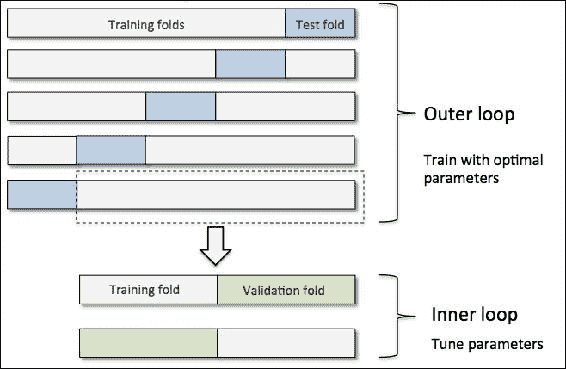 Training folds
Test fold
Outer loop
Train with optimal
parameters
Training fold
Validation fold
Inner loop
Tune parameters